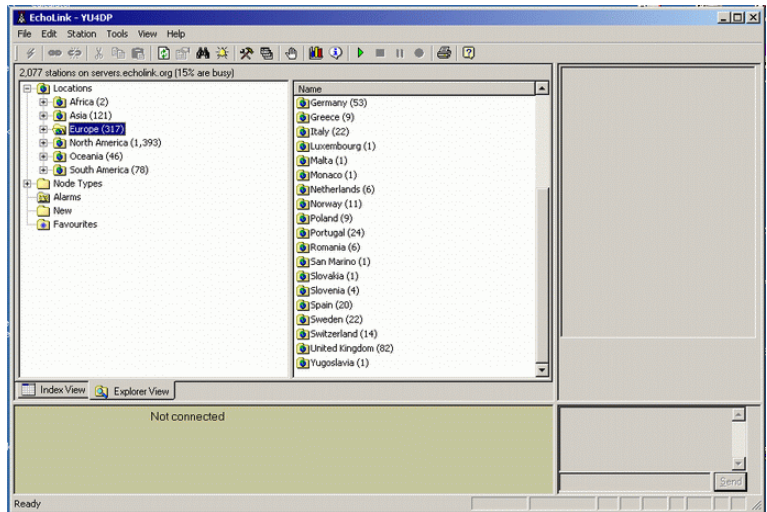 EchoLink - YU4DP
File Edit Station Tools View Help
2,077 stations on servers.echolink.org (15% are busy)
Locations
Africa (2)
Asia (121)
Europe (317)
North America (1,393)
Oceania (46)
South America (78)
Node Types
Alarms
New
Favourites
Name
Germany (53)
Greece (9)
Italy (22)
Luxembourg (1)
Malta (1)
Monaco (1)
Netherlands (6)
Norway (11)
Poland (9)
Portugal (24)
Romania (6)
San Marino (1)
Slovakia (1)
Slovenia (4)
Spain (20)
Sweden (22)
Switzerland (14)
United Kingdom (82)
Yugoslavia (1)
Index View Explorer View
Not connected
Send
Ready